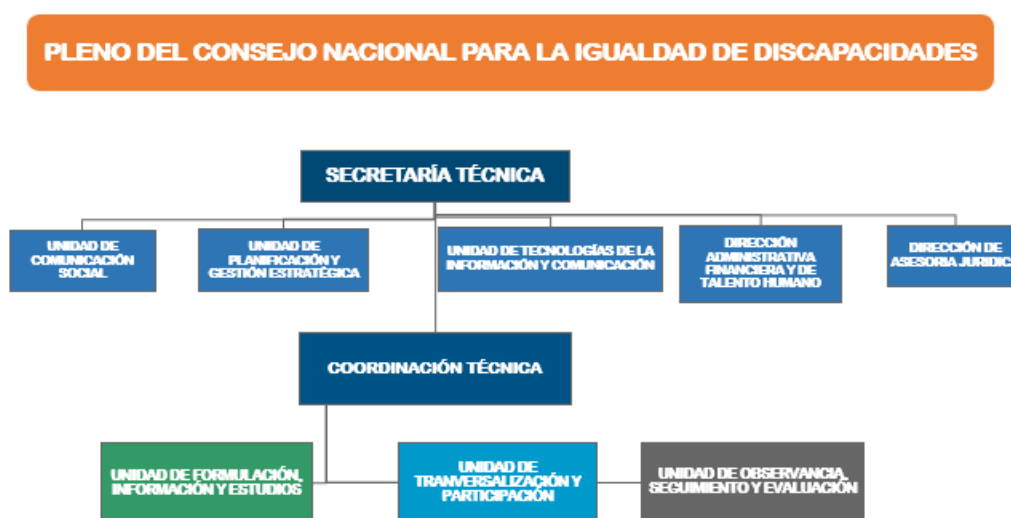 PLENO DEL CONSEJO NACIONAL PARA LA IGUALDAD DE DISCAPACIDADES
SECRETARÍA TÉCNICA
UNIDAD DE
COMUNICACIÓN
SOCIAL
UNIDAD DE
PLANIFICACIÓN Y
GESTIÓN ESTRATÉGICA
UNIDAD DE TECNOLOGÍAS DE LA
INFORMACIÓN Y COMUNICACIÓN
DIRECCIÓN
ADMINISTRATIVA
FINANCIERA Y DE
TALENTO HUMANO
DIRECCIÓN DE
ASESORIA JURIDIC
COORDINACIÓN TÉCNICA
UNIDAD DE FORMULACIÓN,
INFORMACIÓN Y ESTUDIOS
UNIDAD DE
TRANVERSALIZACIÓN Y
PARTICIPACIÓN
UNIDAD DE OBSERVANCIA,
SEGUIMIENTO Y EVALUACIÓN